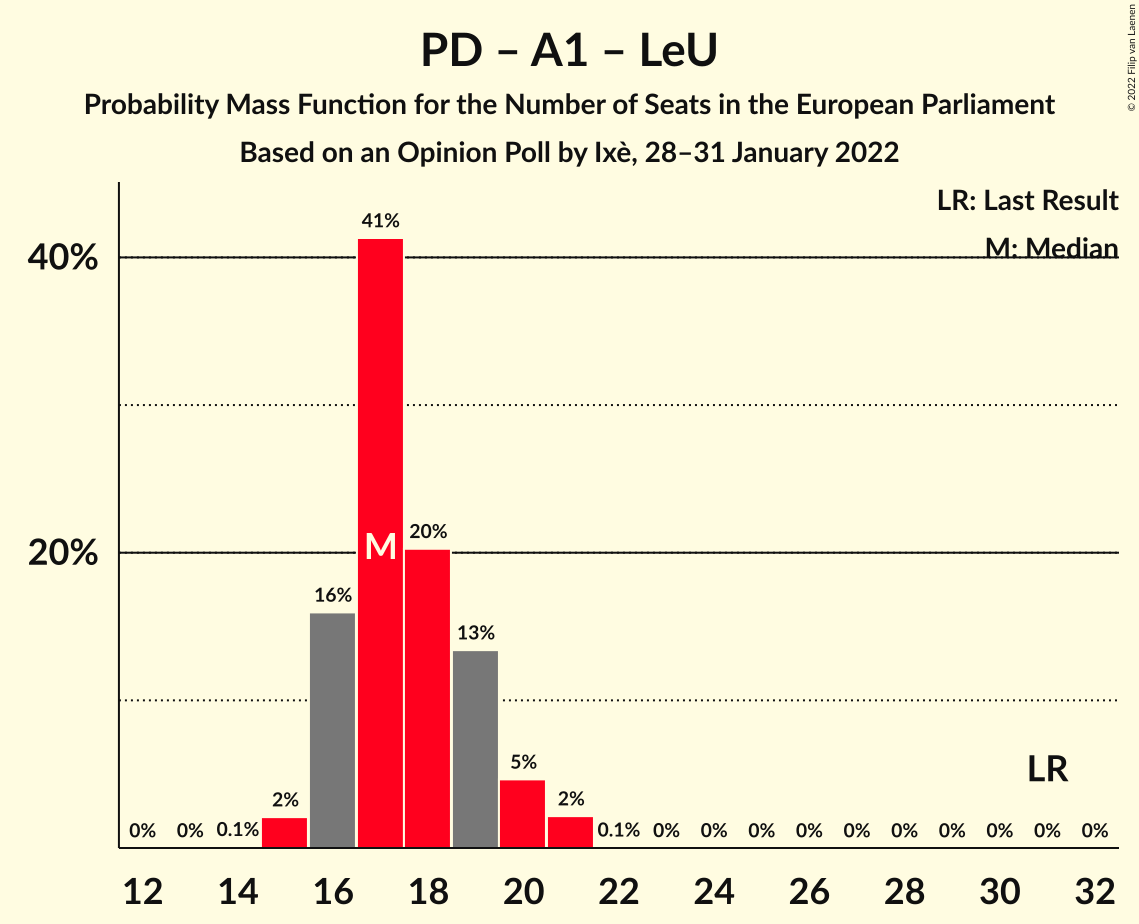 PD – A1 – LeU
Probability Mass Function for the Number of Seats in the European Parliament
Based on an Opinion Poll by Ixè, 28–31 January 2022
© 2022 Filip van Laenen
LR: Last Result
M: Median
40%
20%
41%
20%
16%
13%
5%
2%
2%
0% 0% 0.1% 0.1% 0% 0% 0% 0% 0% 0% 0% 0% 0% 0%
M
LR
12 14 16 18 20 22 24 26 28 30 32